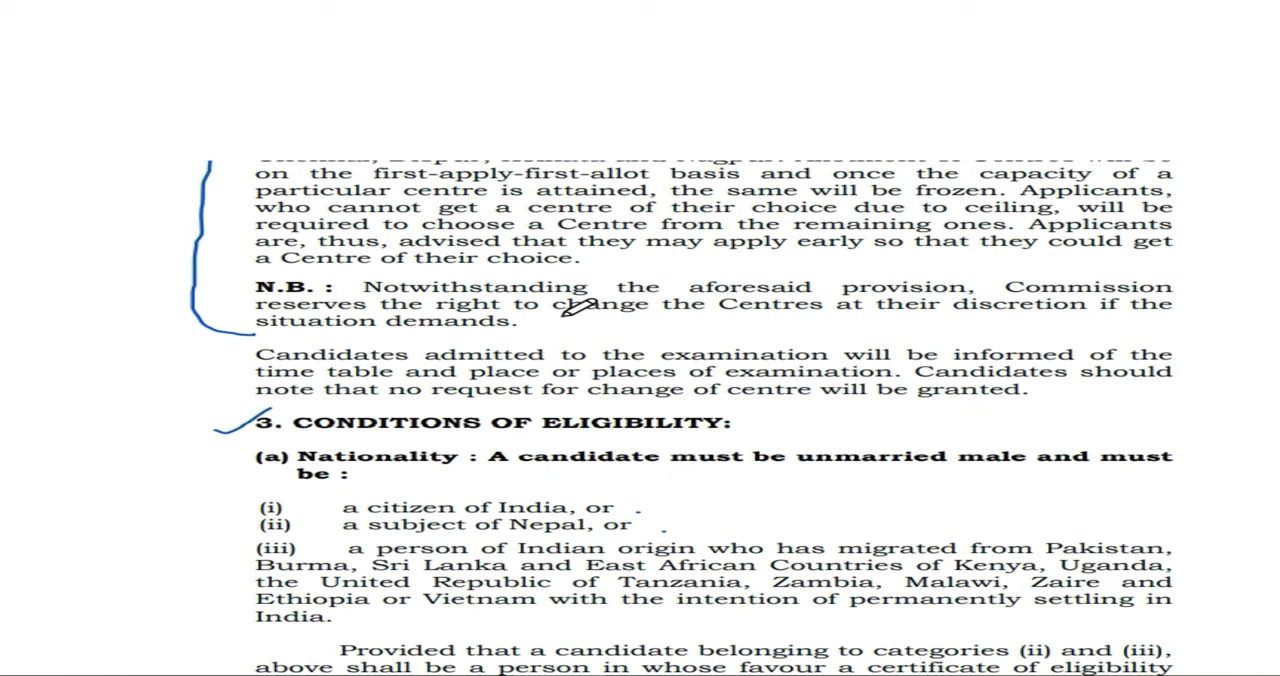 on the first-apply-first-allot basis and once the capacity of a
particular centre is attained, the same will be frozen. Applicants,
who cannot get a centre of their choice due to ceiling, will be
required to choose a Centre from the remaining ones. Applicants
are, thus, advised that they may apply early so that they could get
a Centre of their choice.
N.B. : Notwithstanding the aforesaid provision, Commission
reserves the right to change the Centres at their discretion if the
situation demands.
Candidates admitted to the examination will be informed of the
time table and place or places of examination. Candidates should
note that no request for change of centre will be granted.
3. CONDITIONS OF ELIGIBILITY:
(a) Nationality : A candidate must be unmarried male and must
be :
(i) a citizen of India, or
(ii) a subject of Nepal, or
(iii) a person of Indian origin who has migrated from Pakistan,
Burma, Sri Lanka and East African Countries of Kenya, Uganda,
the United Republic of Tanzania, Zambia, Malawi, Zaire and
Ethiopia or Vietnam with the intention of permanently settling in
India.
Provided that a candidate belonging to categories (ii) and (iii),
above shall be a person in whose favour a certificate of eligibility